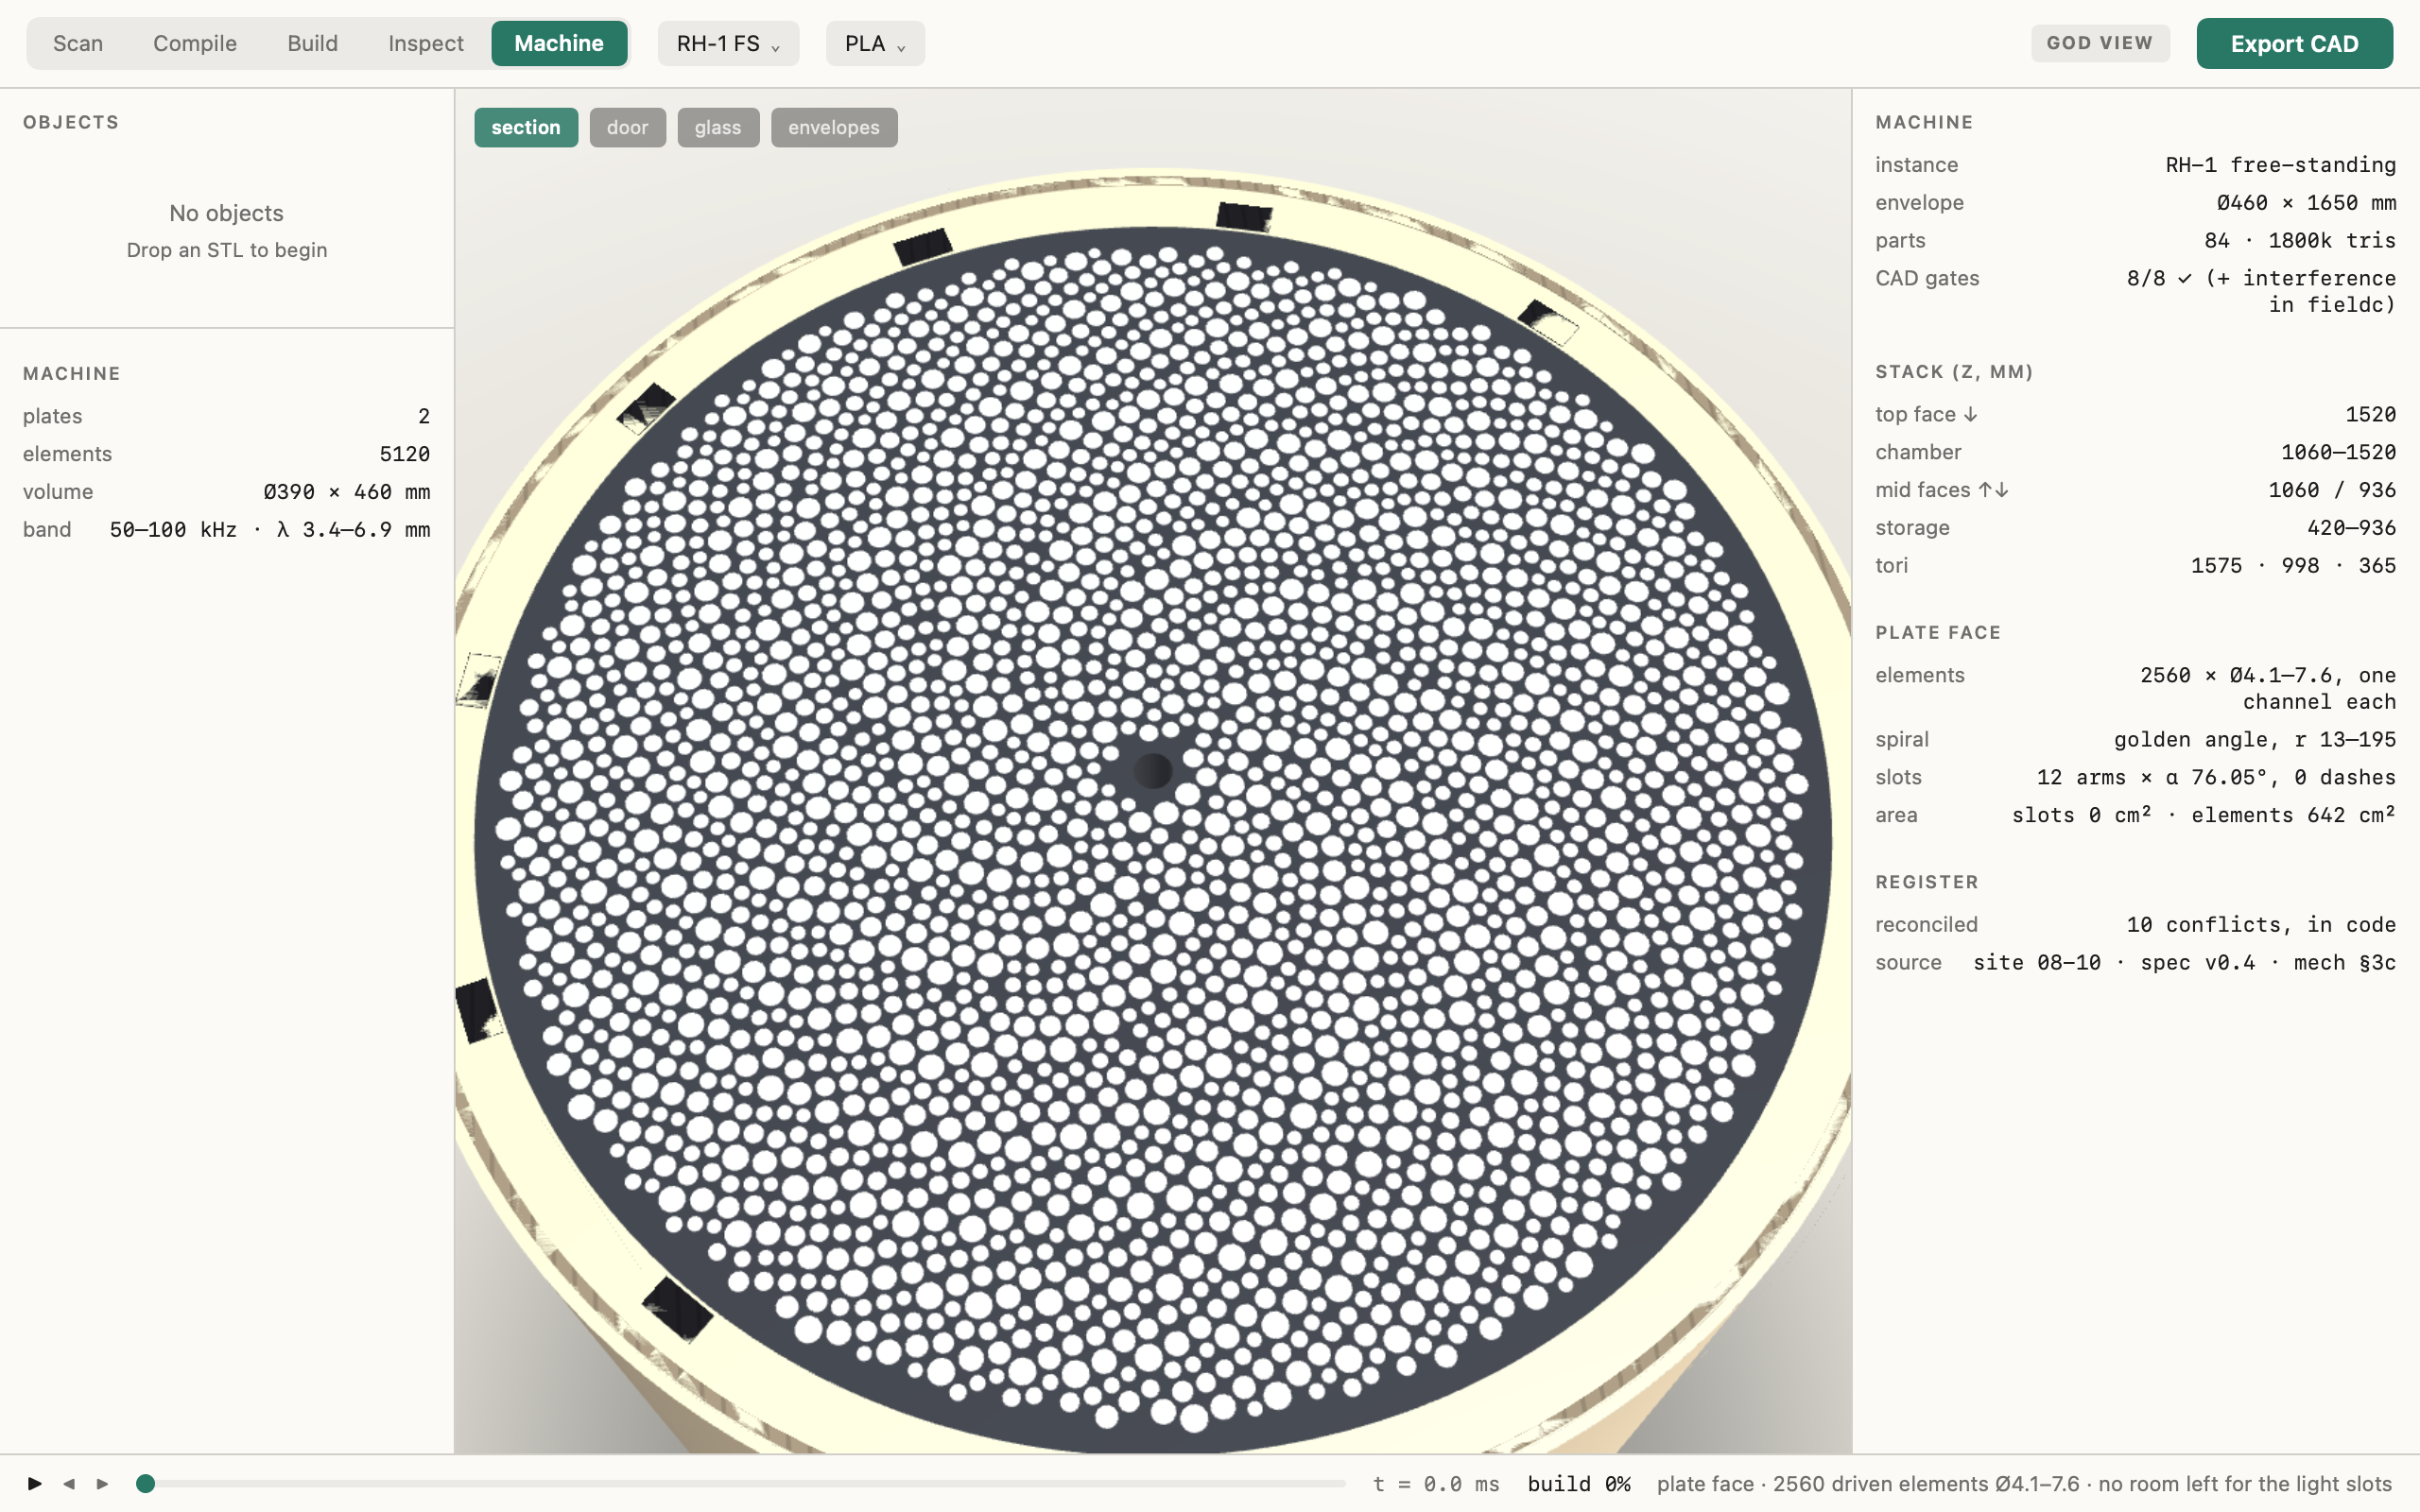 Scan Compile Build Inspect Machine RH-1 FS PLA GOD VIEW Export CAD
OBJECTS
No objects
Drop an STL to begin
MACHINE
plates 2
elements 5120
volume Ø390 × 460 mm
band 50–100 kHz · λ 3.4–6.9 mm
section door glass envelopes
MACHINE
instance RH–1 free–standing
envelope Ø460 × 1650 mm
parts 84 · 1800k tris
CAD gates 8/8 ✓ (+ interference
in fieldc)
STACK (Z, MM)
top face ↓ 1520
chamber 1060–1520
mid faces ↑↓ 1060 / 936
storage 420–936
tori 1575 · 998 · 365
PLATE FACE
elements 2560 × Ø4.1–7.6, one
channel each
spiral golden angle, r 13–195
slots 12 arms × α 76.05°, 0 dashes
area slots 0 cm² · elements 642 cm²
REGISTER
reconciled 10 conflicts, in code
source site 08–10 · spec v0.4 · mech §3c
t = 0.0 ms build 0% plate face · 2560 driven elements Ø4.1–7.6 · no room left for the light slots